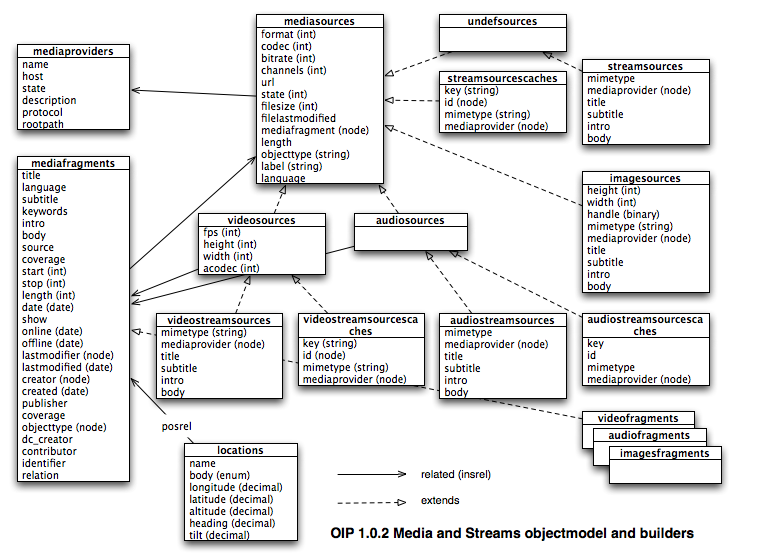 mediaproviders
name
host
state
description
protocol
rootpath
mediasources
format (int)
codec (int)
bitrate (int)
channels (int)
url
state (int)
filesize (int)
filelastmodified
mediafragment (node)
length
objecttype (string)
label (string)
language
undefsources
streamsourcescaches
key (string)
id (node)
mimetype (string)
mediaprovider (node)
streamsources
mimetype
mediaprovider (node)
title
subtitle
intro
body
mediafragments
title
language
subtitle
keywords
intro
body
source
coverage
start (int)
stop (int)
length (int)
date (date)
show
online (date)
offline (date)
lastmodifier (node)
lastmodified (date)
creator (node)
created (date)
publisher
coverage
objecttype (node)
dc_creator
contributor
identifier
relation
imagesources
height (int)
width (int)
handle (binary)
mimetype (string)
mediaprovider (node)
title
subtitle
intro
body
videosources
fps (int)
height (int)
width (int)
acodec (int)
audiosources
videostreamsources
mimetype (string)
mediaprovider (node)
title
subtitle
intro
body
videostreamsourcesca
ches
key (string)
id (node)
mimetype (string)
mediaprovider (node)
audiostreamsources
mimetype
mediaprovider (node)
title
subtitle
intro
body
audiostreamsourcesca
ches
key
id
mimetype
mediaprovider (node)
videofragments
audiofragments
imagesfragments
posrel
locations
name
body (enum)
longitude (decimal)
latitude (decimal)
altitude (decimal)
heading (decimal)
tilt (decimal)
related (insrel)
extends
OIP 1.0.2 Media and Streams objectmodel and builders